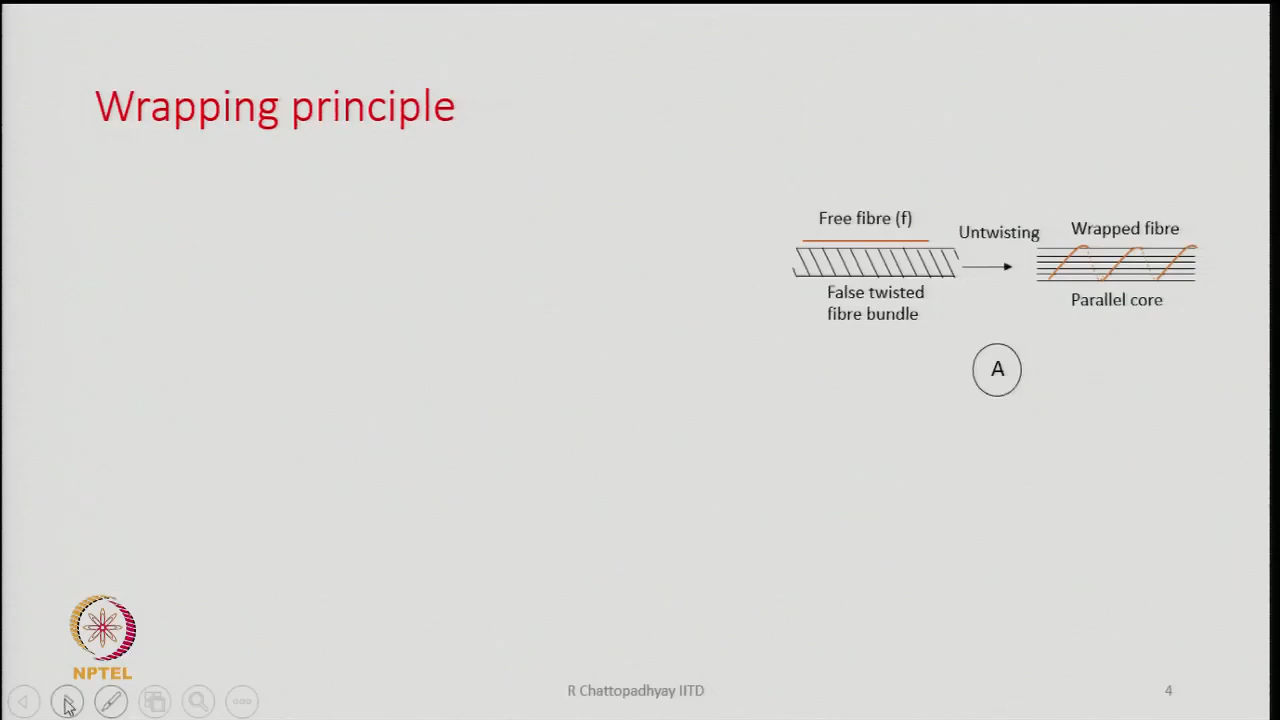 Wrapping principle
Free fibre (f)
Untwisting
Wrapped fibre
False twisted
fibre bundle
Parallel core
A
NPTEL
R Chattopadhyay IITD
4